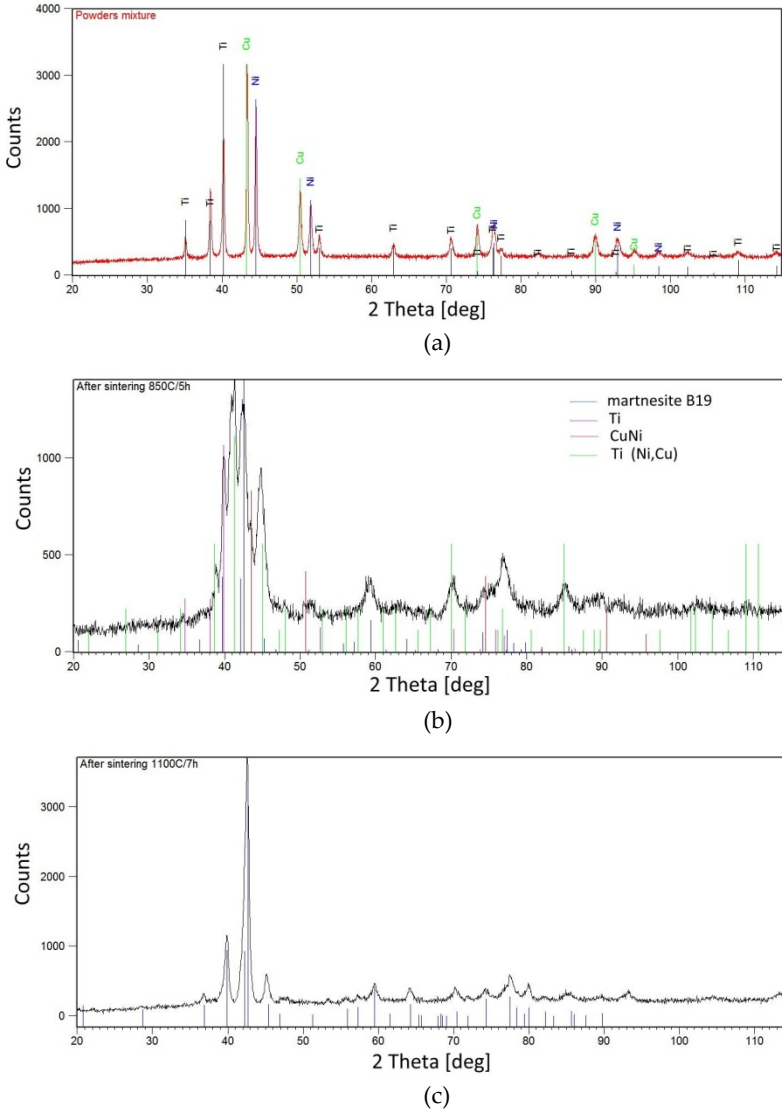 Powders mixture
4000
3000
2000
1000
0
Counts
Ti
Ti
Ti
Cu
Ni
Cu
Ni
Ti
Ti
Ti
Cu
Ti
Ni
Ti
Ti
Ti
Cu
Ti
Ni
Cu
Ni
Ti
Ti
Ti
Ti
20 30 40 50 60 70 80 90 100 110
2 Theta [deg]
(a)
After sintering 850C/5h
martnesite B19
Ti
CuNi
Ti (Ni,Cu)
1000
500
0
Counts
20 30 40 50 60 70 80 90 100 110
2 Theta [deg]
(b)
After sintering 1100C/7h
3000
2000
1000
0
Counts
20 30 40 50 60 70 80 90 100 110
2 Theta [deg]
(c)